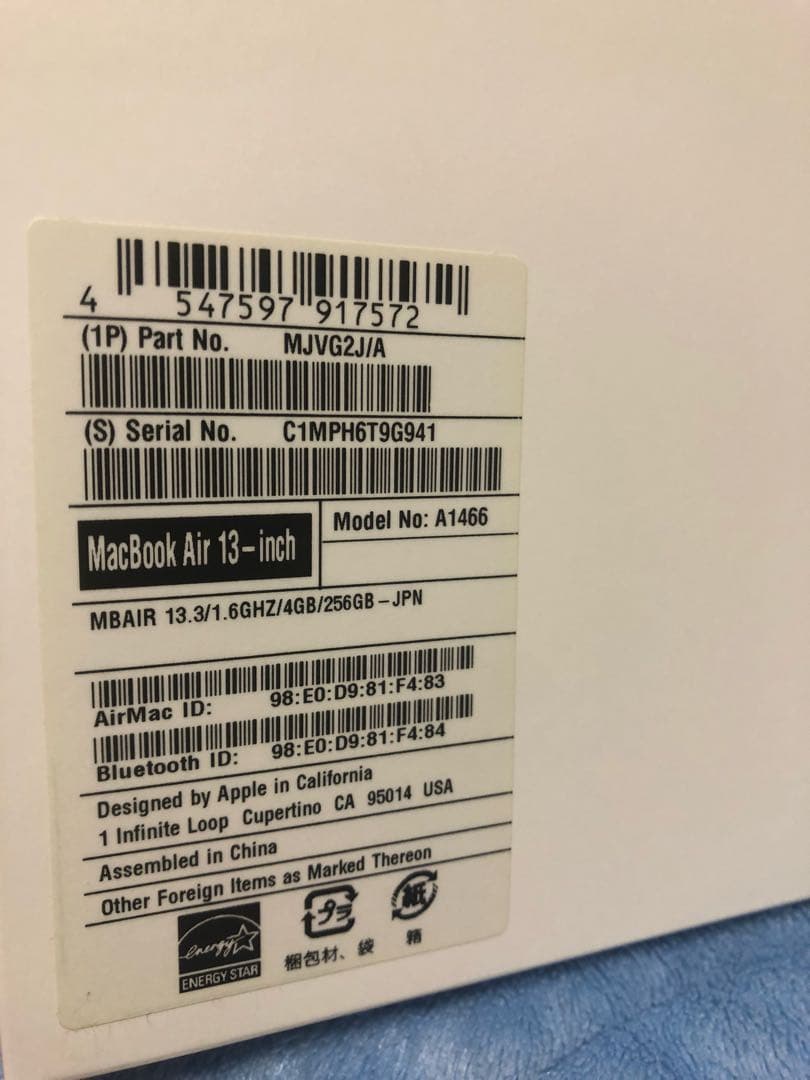 4 547597 917572
(1P) Part No. MJVG2J/A
(S) Serial No. C1MPH6T9G941
MacBook Air 13-inch
Model No: A1466
MBAIR 13.3/1.6GHZ/4GB/256GB-JPN
AirMac ID: 98:E0:D9:81:F4:83
Bluetooth ID: 98:E0:D9:81:F4:84
Designed by Apple in California
1 Infinite Loop Cupertino CA 95014 USA
Assembled in China
Other Foreign Items as Marked Thereon
energy
ENERGY STAR
プラ
紙
梱包材、袋
箱